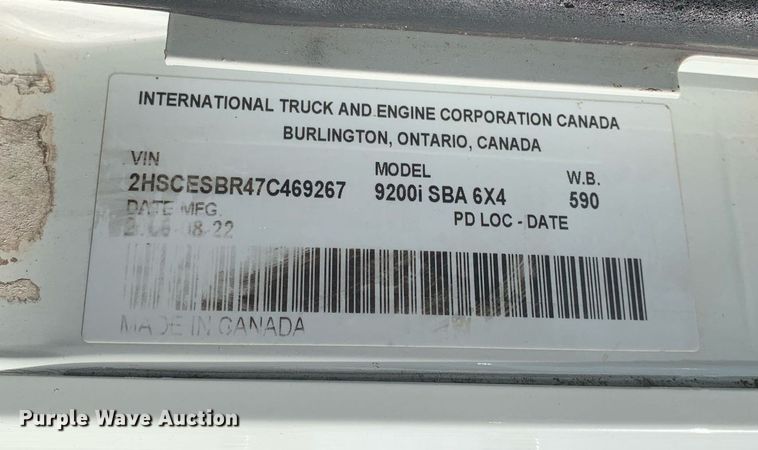 INTERNATIONAL TRUCK AND ENGINE CORPORATION CANADA
BURLINGTON, ONTARIO, CANADA
VIN MODEL W.B.
2HSCESBR47C469267 9200i SBA 6X4 590
DATE MFG. PD LOC - DATE
MADE IN CANADA
Purple Wave Auction